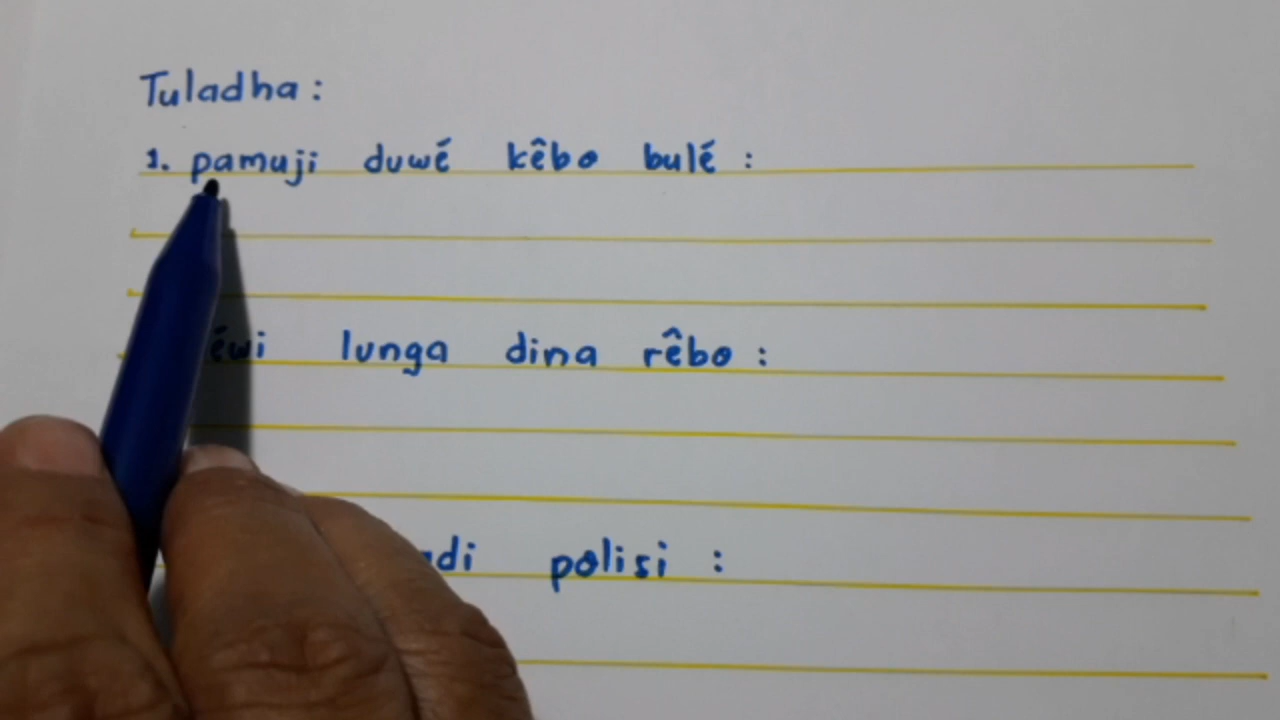 Tuladha :
1. pamuji duwé kêbo bulé :
lunga dina rêbo :
polisi :